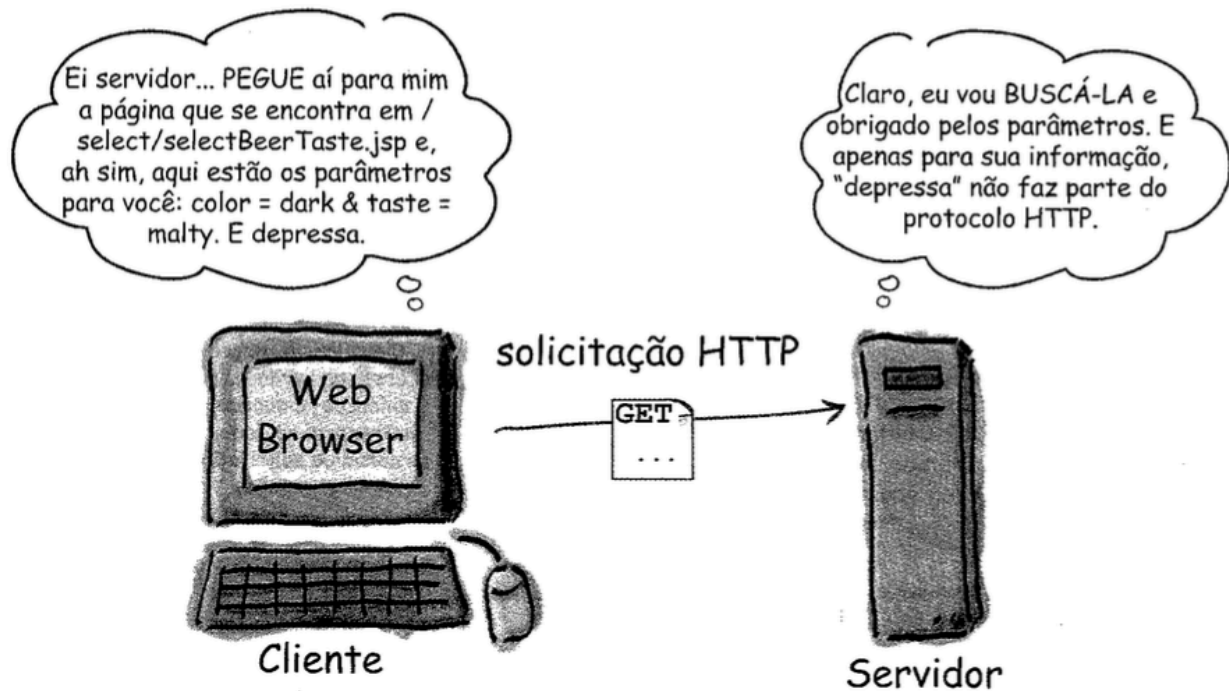 Ei servidor... PEGUE aí para mim
a página que se encontra em /
select/selectBeerTaste.jsp e,
ah sim, aqui estão os parâmetros
para você: color = dark & taste =
malty. E depressa.
Claro, eu vou BUSCÁ-LA e
obrigado pelos parâmetros. E
apenas para sua informação,
"depressa" não faz parte do
protocolo HTTP.
solicitação HTTP
Web
Browser
GET
...
Cliente
Servidor